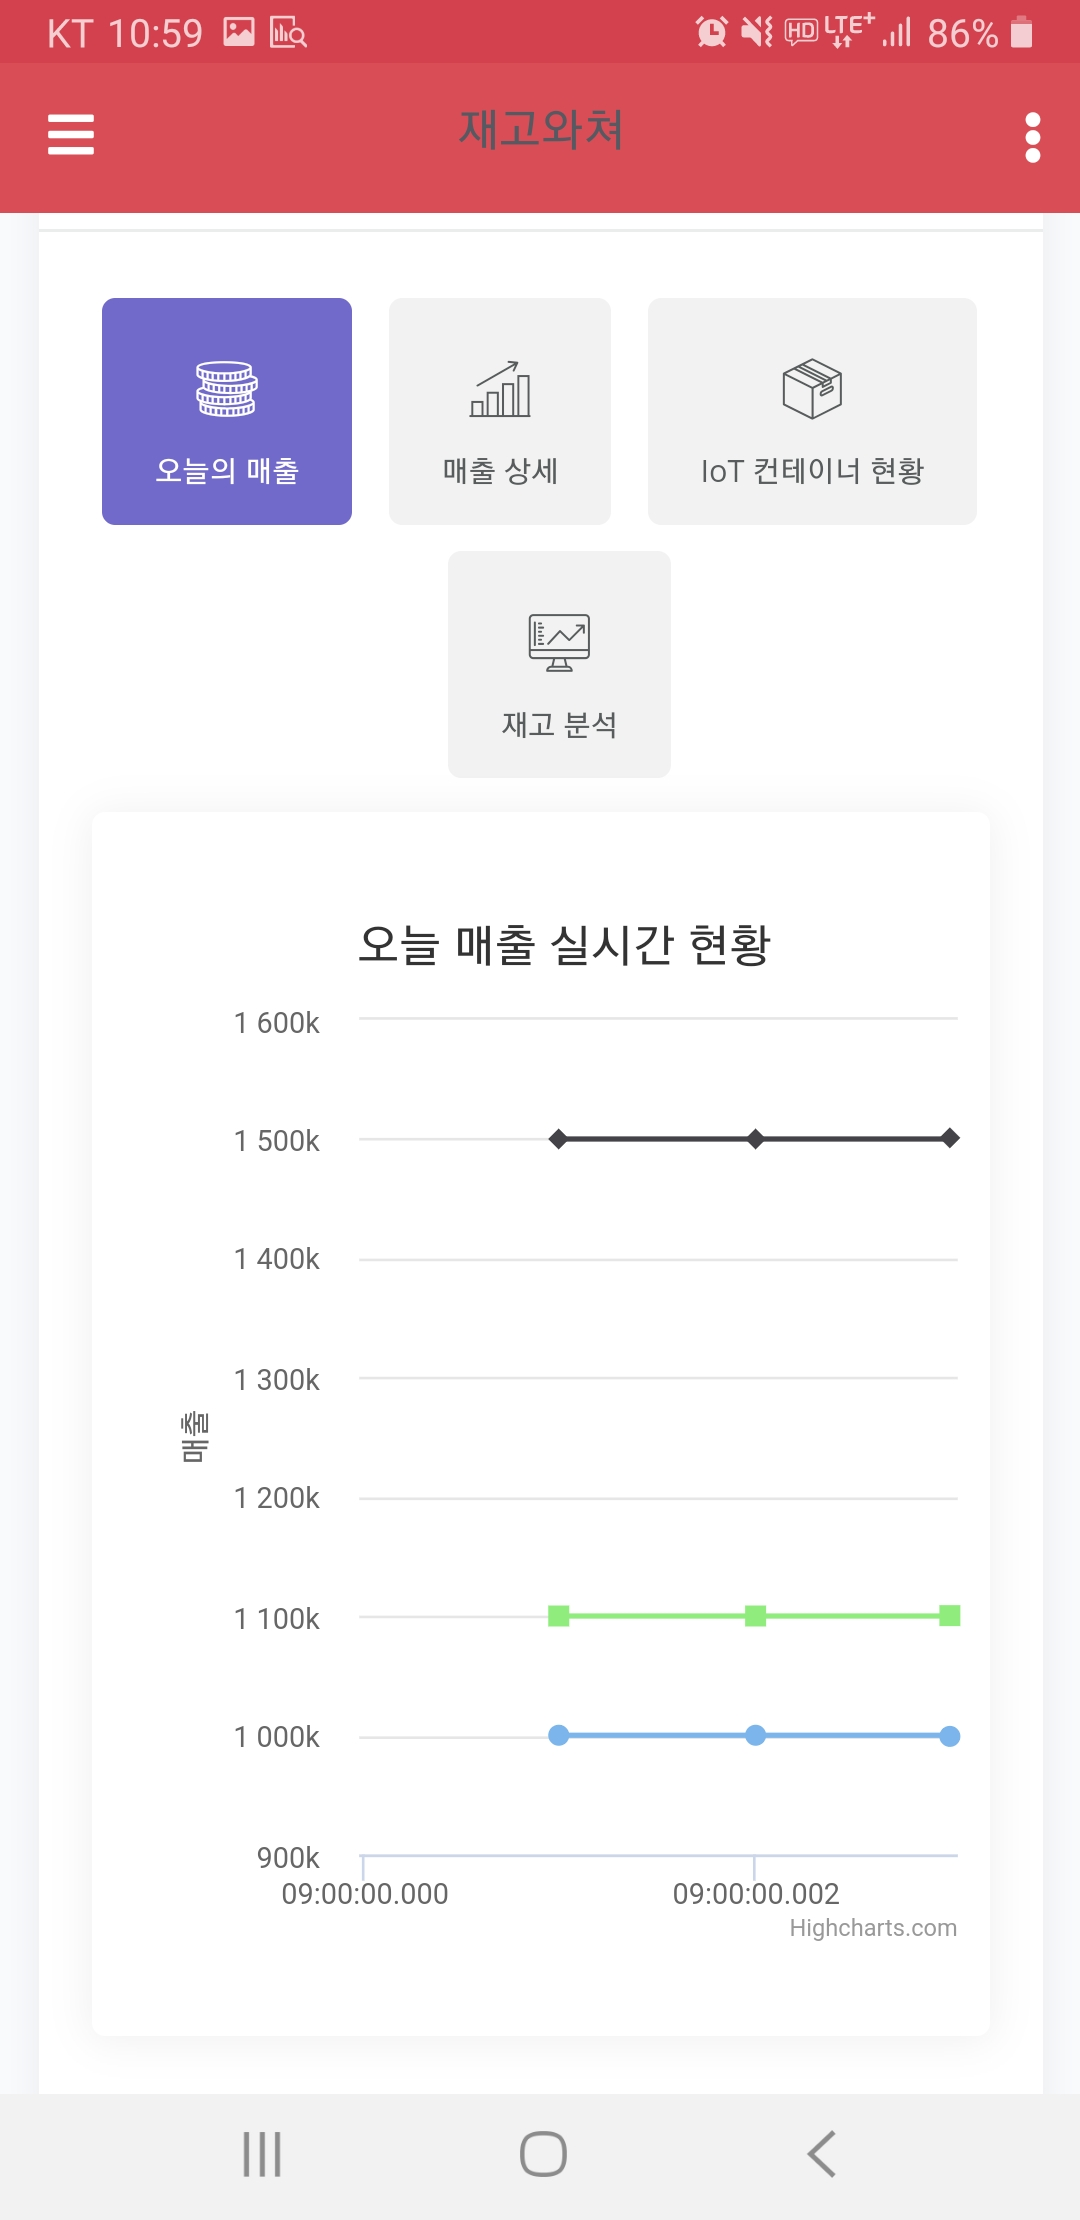 KT 10:59 HD LTE+ 86%
재고와쳐
오늘의 매출
매출 상세
IoT 컨테이너 현황
재고 분석
오늘 매출 실시간 현황
1 600k
1 500k
1 400k
1 300k
매출
1 200k
1 100k
1 000k
900k
09:00:00.000 09:00:00.002
Highcharts.com